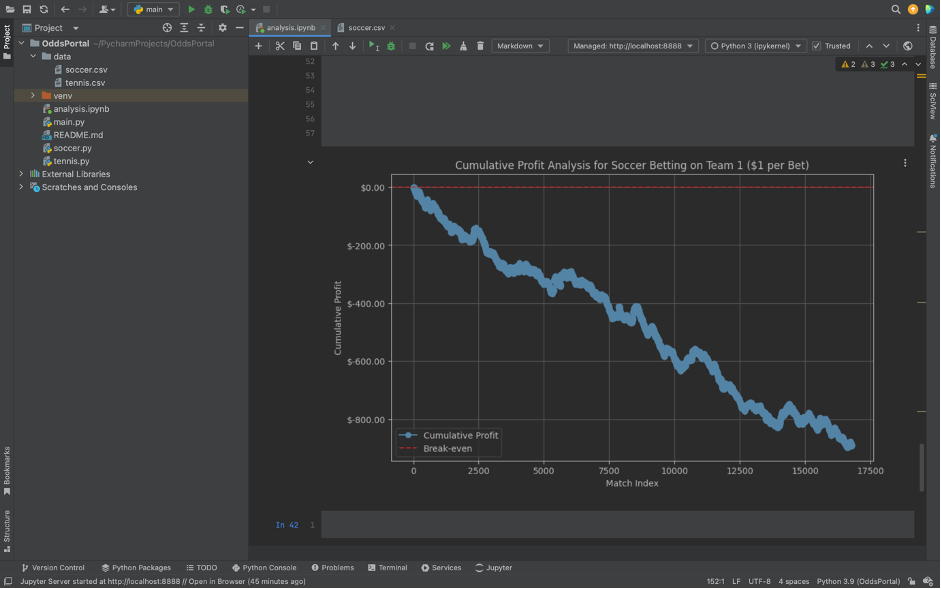 main
analysis.ipynb
soccer.csv
Project
Markdown
Managed: http://localhost:8888
Python 3 (ipykernel)
Trusted
OddsPortal ~/PycharmProjects/OddsPortal
data
soccer.csv
tennis.csv
venv
analysis.ipynb
main.py
README.md
soccer.py
tennis.py
External Libraries
Scratches and Consoles
Project
Bookmarks
Structure
52
53
54
55
56
57
2 3 3
Cumulative Profit Analysis for Soccer Betting on Team 1 ($1 per Bet)
$0.00
$-200.00
$-400.00
$-600.00
$-800.00
Cumulative Profit
Cumulative Profit
Break-even
0 2500 5000 7500 10000 12500 15000 17500
Match Index
In 42 1
Database
SciView
Notifications
Version Control Python Packages TODO Python Console Problems Terminal Services Jupyter
Jupyter Server started at http://localhost:8888 // Open in Browser (45 minutes ago)
152:1 LF UTF-8 4 spaces Python 3.9 (OddsPortal)